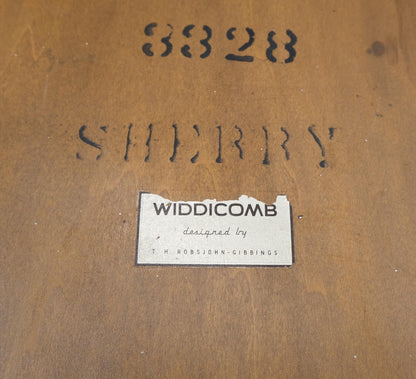 3328
SHERRY
WIDDICOMB
designed by
T. H. ROBSJOHN-GIBBINGS